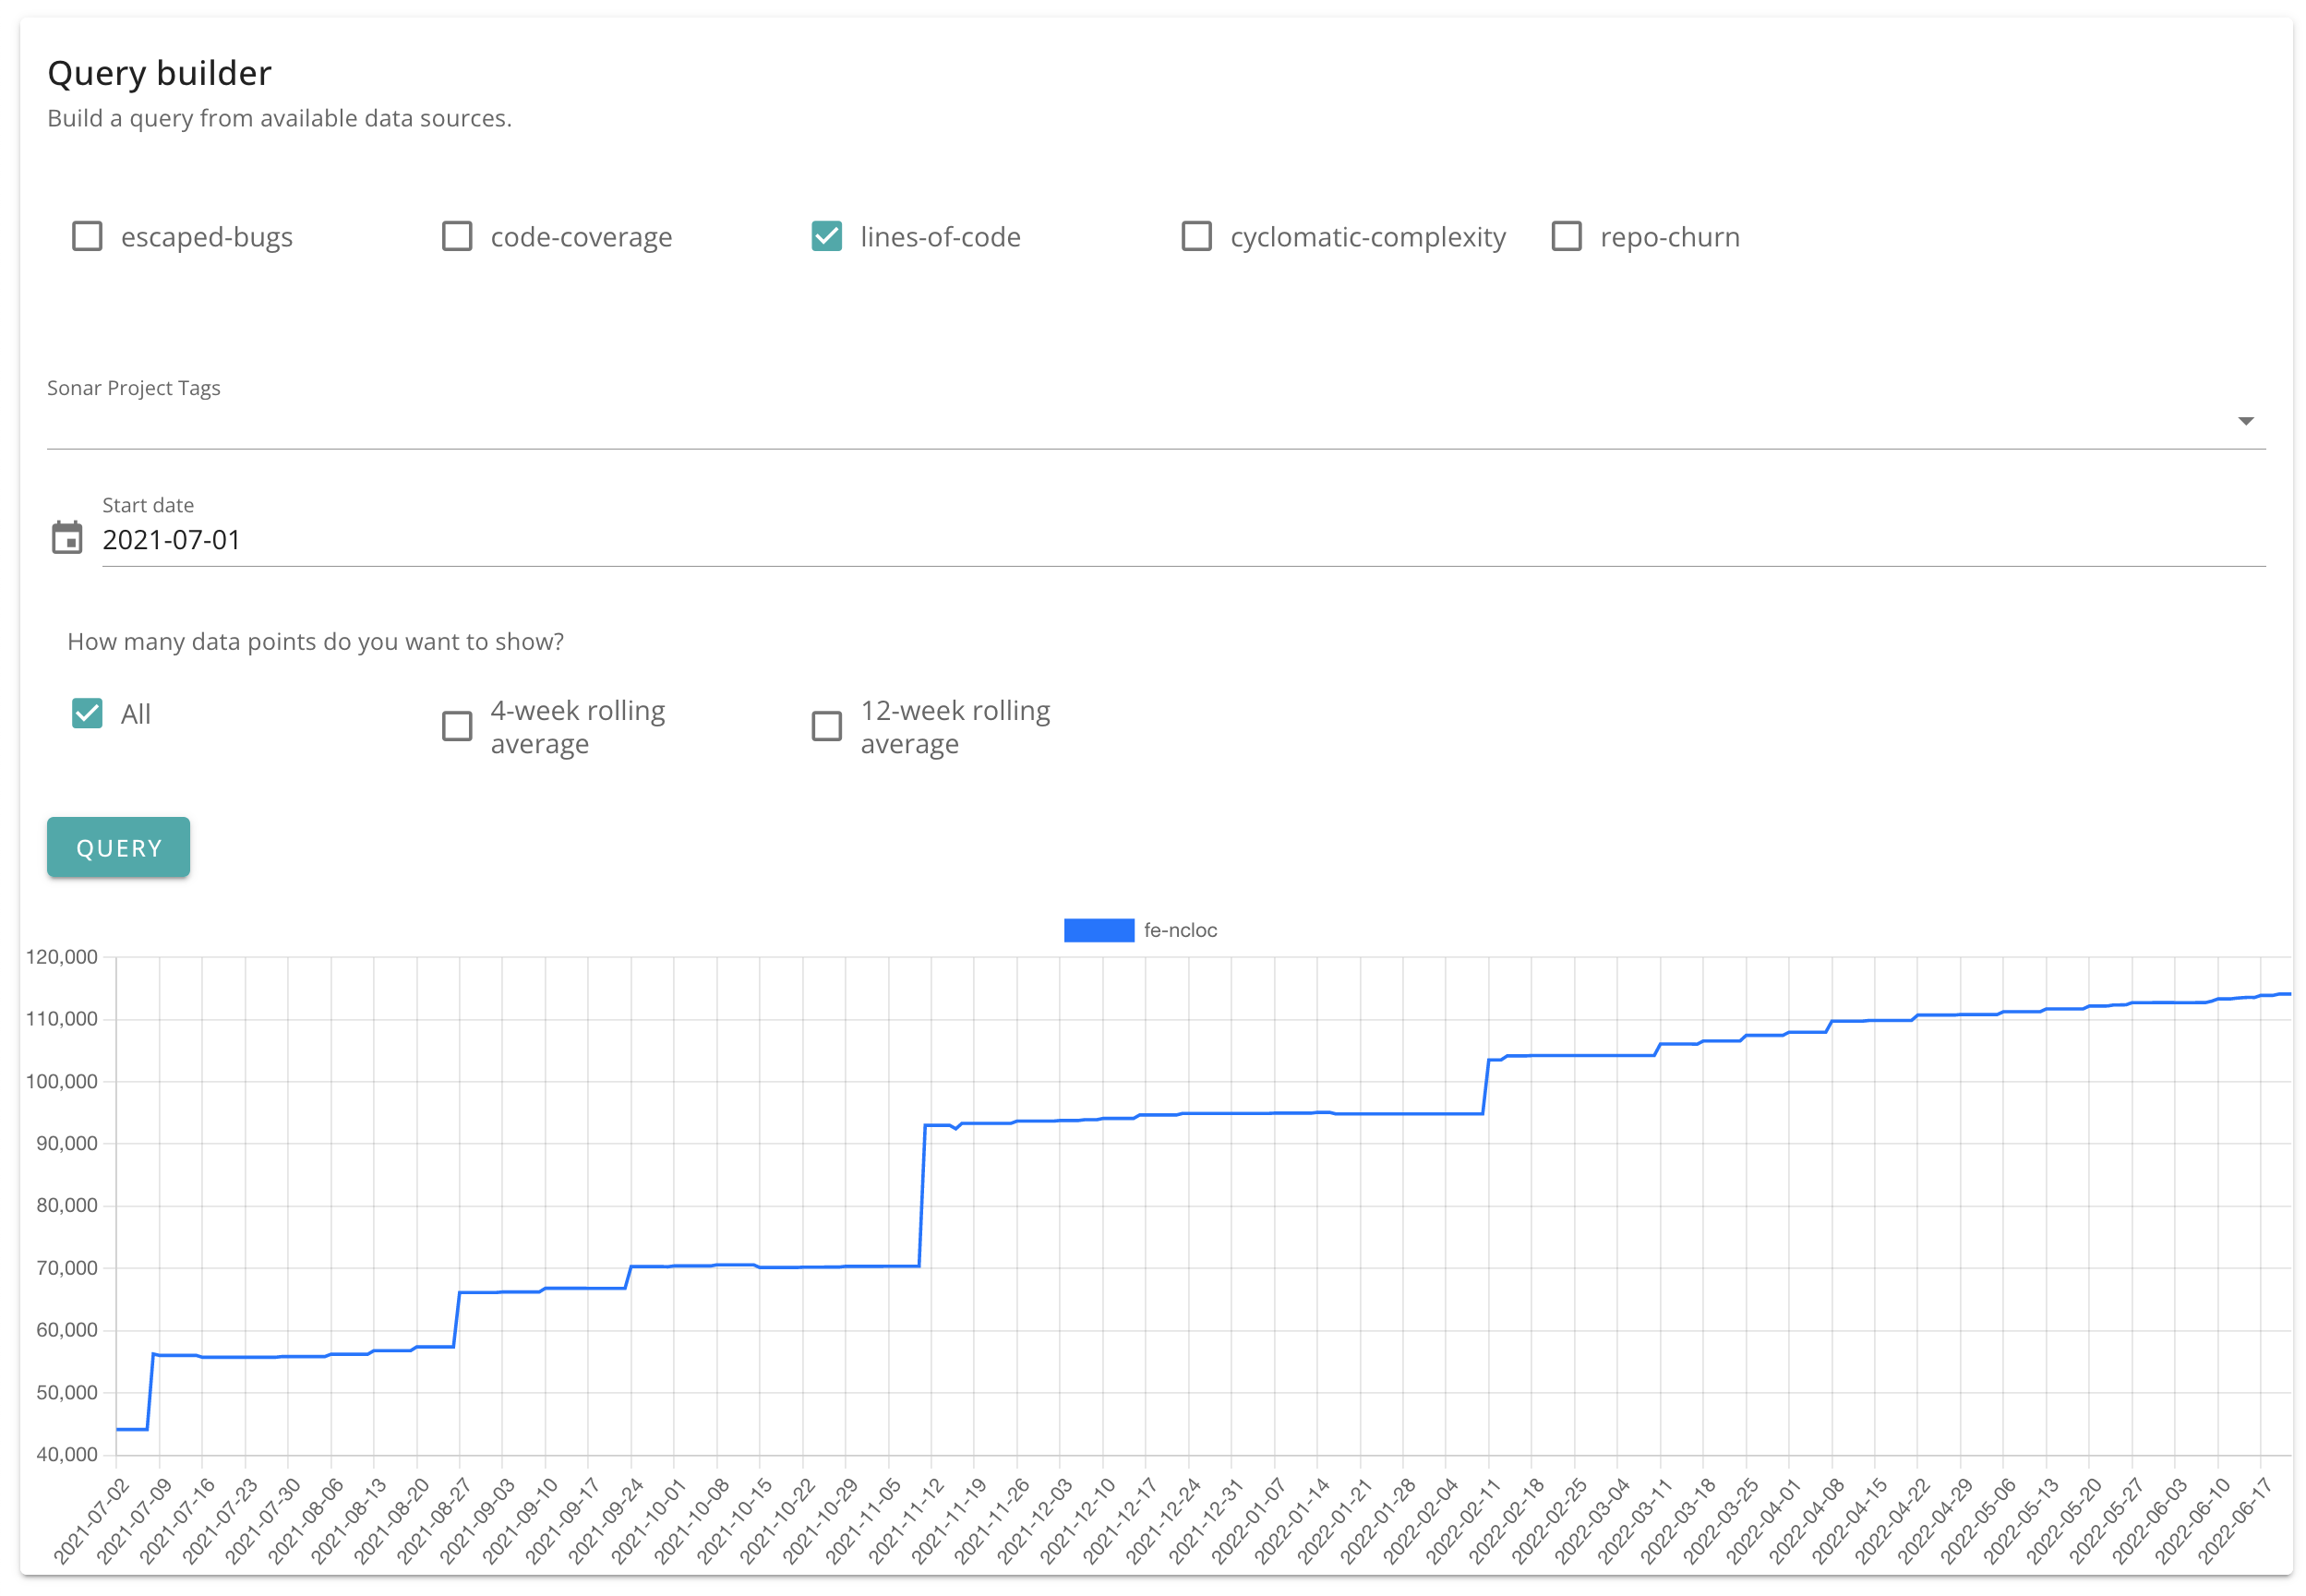 Query builder
Build a query from available data sources.
escaped-bugs code-coverage lines-of-code cyclomatic-complexity repo-churn
Sonar Project Tags
Start date
2021-07-01
How many data points do you want to show?
All 4-week rolling average 12-week rolling average
QUERY
fe-ncloc
120,000
110,000
100,000
90,000
80,000
70,000
60,000
50,000
40,000
2021-07-02 2021-07-09 2021-07-16 2021-07-23 2021-07-30 2021-08-06 2021-08-13 2021-08-20 2021-08-27 2021-09-03 2021-09-10 2021-09-17 2021-09-24 2021-10-01 2021-10-08 2021-10-15 2021-10-22 2021-10-29 2021-11-05 2021-11-12 2021-11-19 2021-11-26 2021-12-03 2021-12-10 2021-12-17 2021-12-24 2021-12-31 2022-01-07 2022-01-14 2022-01-21 2022-01-28 2022-02-04 2022-02-11 2022-02-18 2022-02-25 2022-03-04 2022-03-11 2022-03-18 2022-03-25 2022-04-01 2022-04-08 2022-04-15 2022-04-22 2022-04-29 2022-05-06 2022-05-13 2022-05-20 2022-05-27 2022-06-03 2022-06-10 2022-06-17